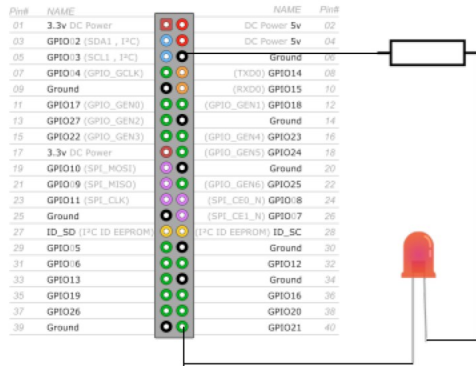 Pin# NAME NAME Pin#
01 3.3v DC Power DC Power 5v 02
03 GPIO02 (SDA1 , I²C) DC Power 5v 04
05 GPIO03 (SCL1 , I²C) Ground 06
07 GPIO04 (GPIO_GCLK) (TXD0) GPIO14 08
09 Ground (RXD0) GPIO15 10
11 GPIO17 (GPIO_GEN0) (GPIO_GEN1) GPIO18 12
13 GPIO27 (GPIO_GEN2) Ground 14
15 GPIO22 (GPIO_GEN3) (GPIO_GEN4) GPIO23 16
17 3.3v DC Power (GPIO_GEN5) GPIO24 18
19 GPIO10 (SPI_MOSI) Ground 20
21 GPIO09 (SPI_MISO) (GPIO_GEN6) GPIO25 22
23 GPIO11 (SPI_CLK) (SPI_CE0_N) GPIO08 24
25 Ground (SPI_CE1_N) GPIO07 26
27 ID_SD (I²C ID EEPROM) (I²C ID EEPROM) ID_SC 28
29 GPIO05 Ground 30
31 GPIO06 GPIO12 32
33 GPIO13 Ground 34
35 GPIO19 GPIO16 36
37 GPIO26 GPIO20 38
39 Ground GPIO21 40